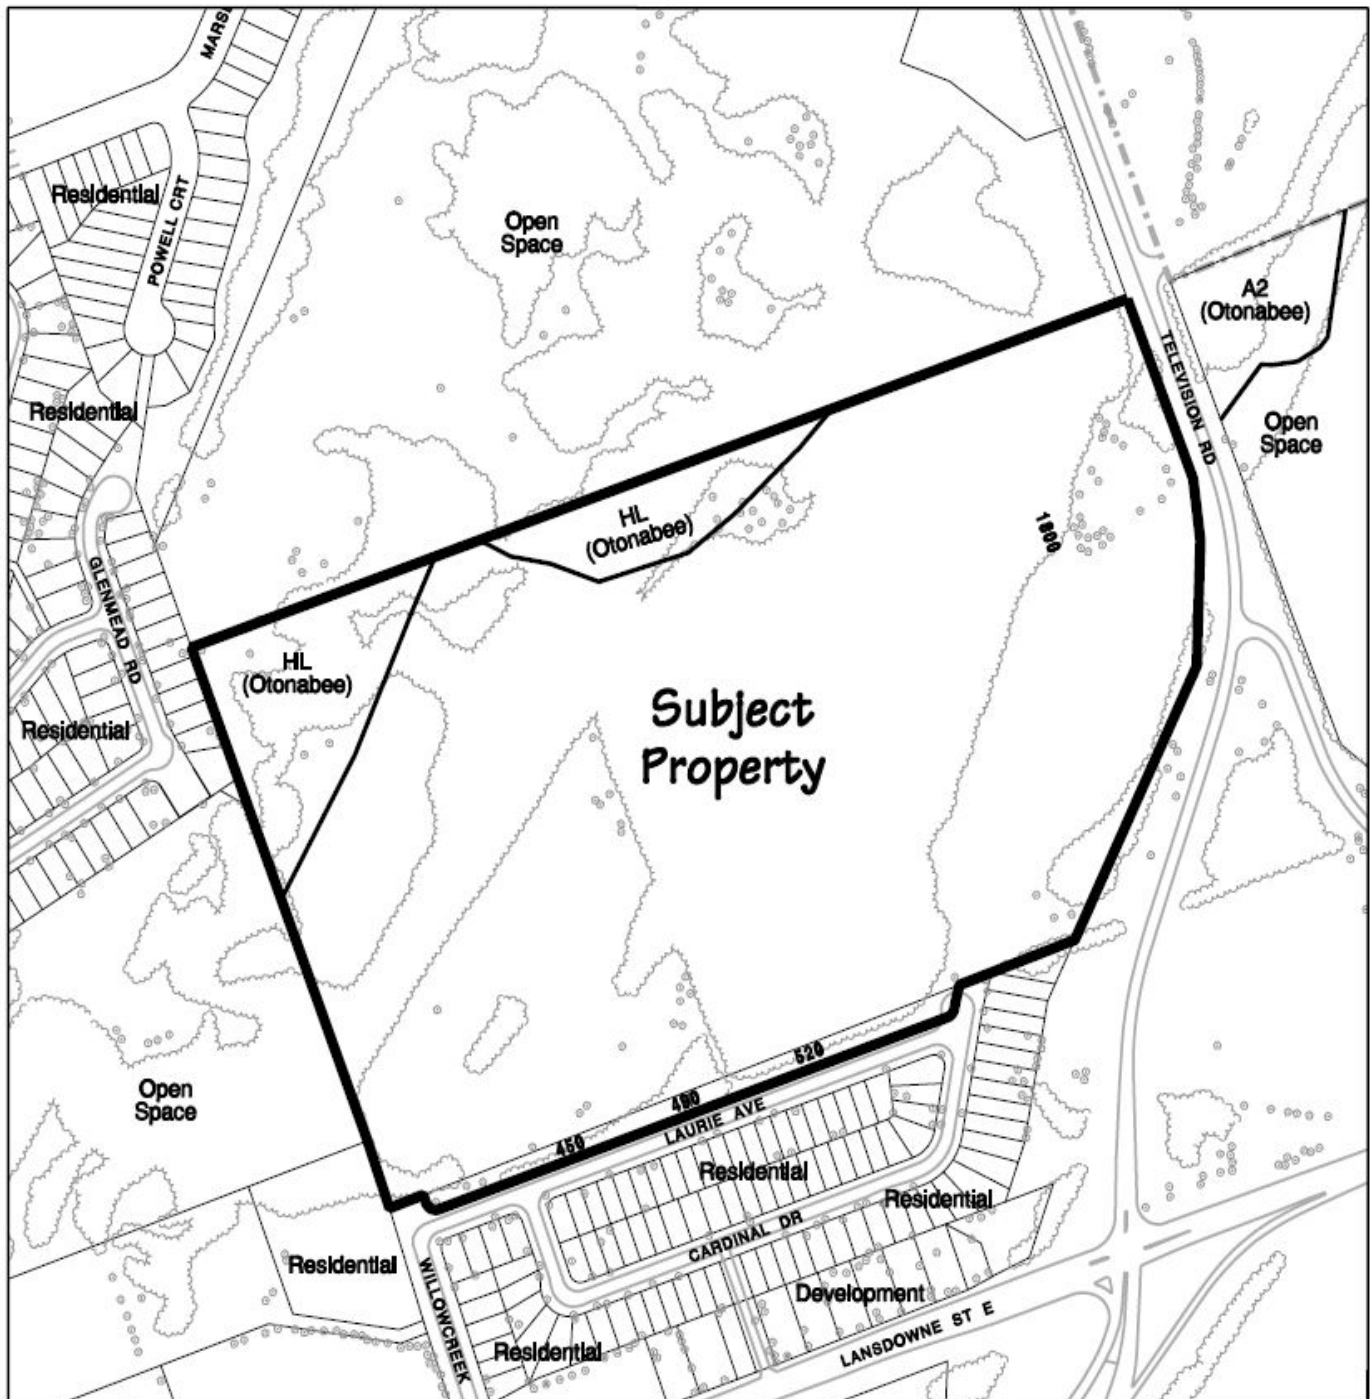 MARS
Residential
POWELL CRT
Open
Space
A2
(Otonabee)
TELEVISION RD
Residential
Open
Space
HL
(Otonabee)
1800
GLENMEAD RD
HL
(Otonabee)
Subject
Property
Residential
Open
Space
520
490
450
LAURIE AVE
Residential
Residential
CARDINAL DR
Residential
WILLOWCREEK
Development
LANSDOWNE ST E
Residential